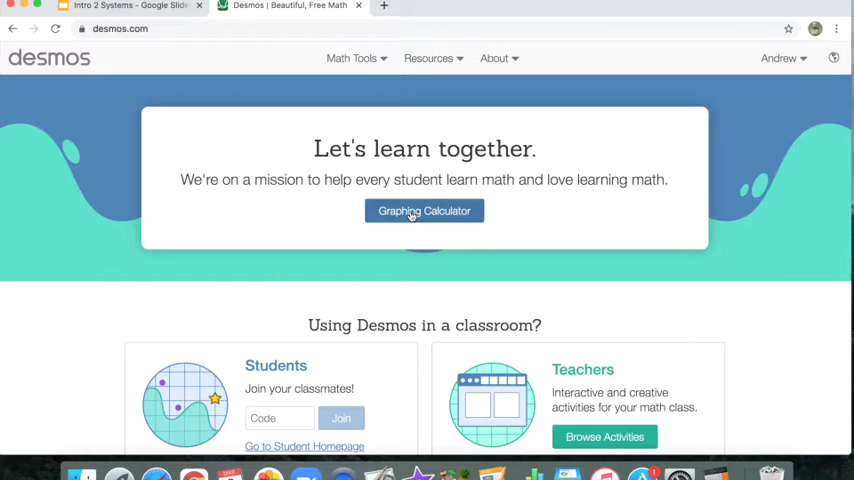 Intro 2 Systems - Google Slide
Desmos | Beautiful, Free Math
desmos.com
desmos
Math Tools
Resources
About
Andrew
Let's learn together.
We're on a mission to help every student learn math and love learning math.
Graphing Calculator
Using Desmos in a classroom?
Students
Join your classmates!
Code
Join
Go to Student Homepage
Teachers
Interactive and creative
activities for your math class.
Browse Activities